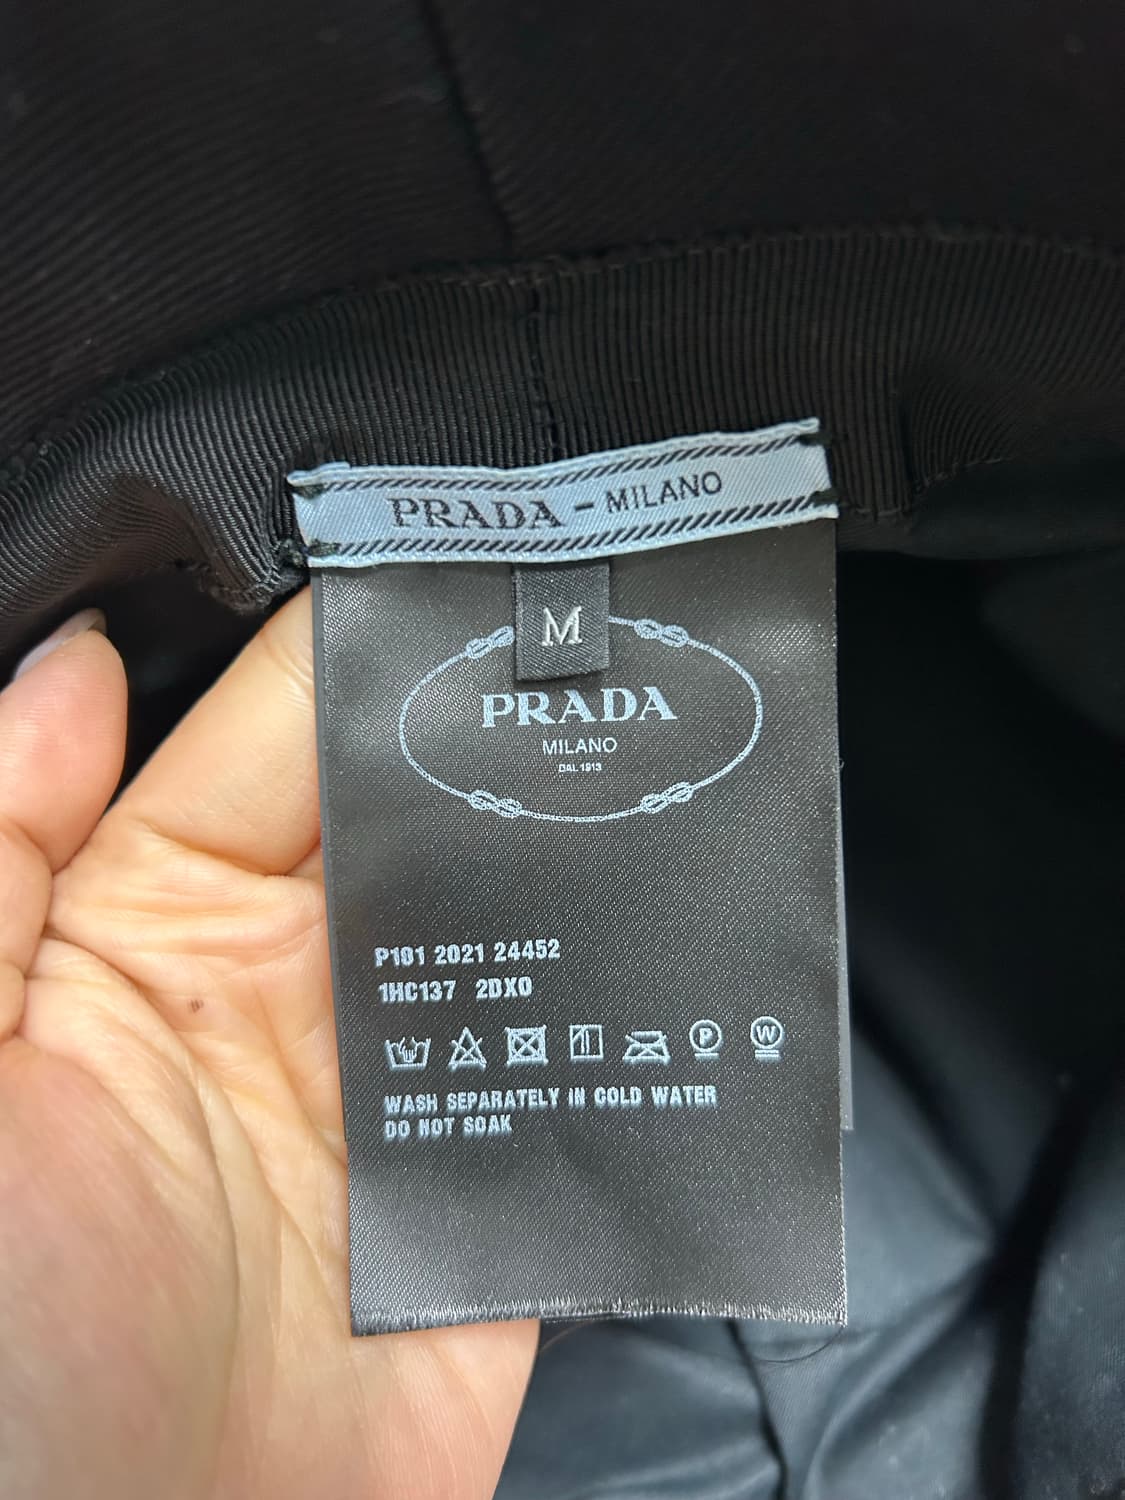 PRADA - MILANO
M
PRADA
MILANO
DAL 1913
P101 2021 24452
1HC137 2DX0
P W
WASH SEPARATELY IN COLD WATER
DO NOT SOAK